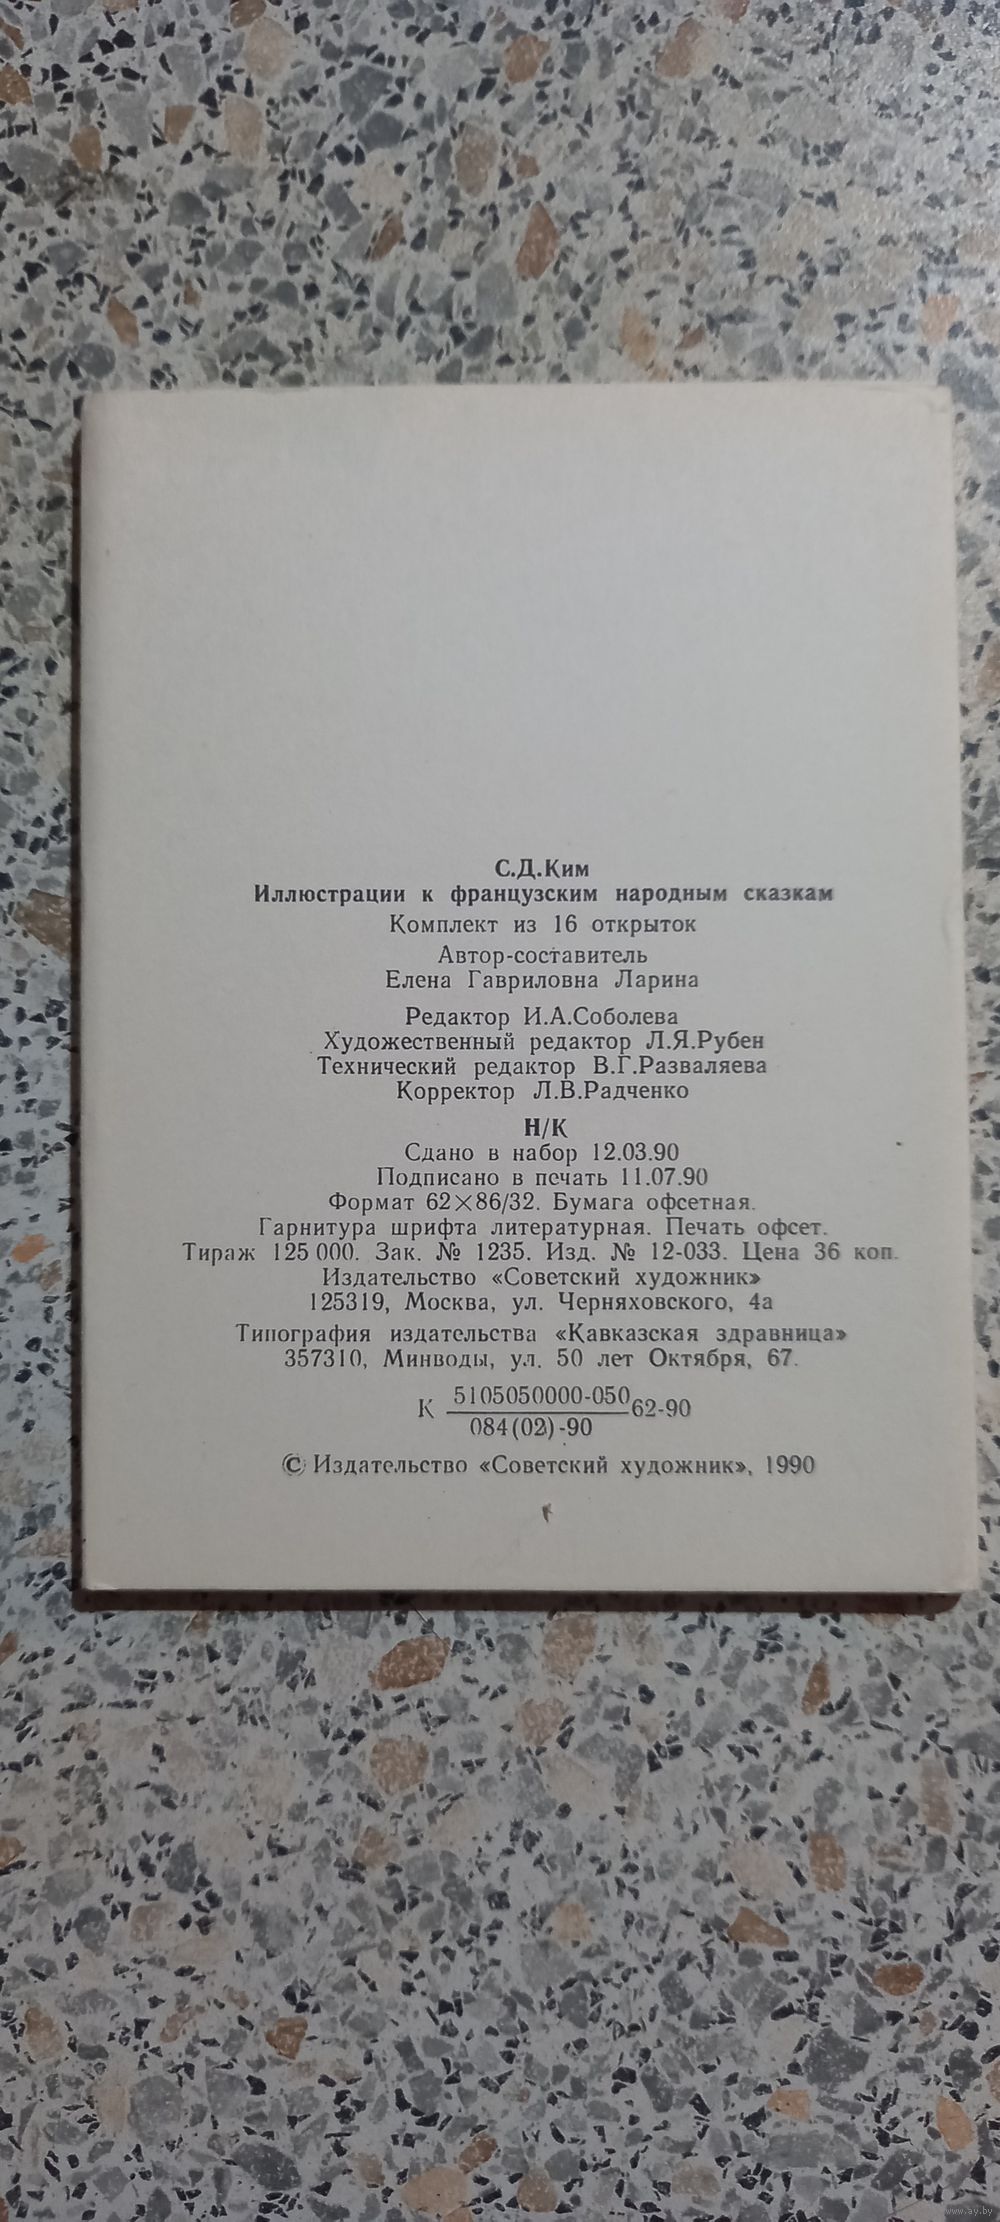 С.Д.Ким
Иллюстрации к французским народным сказкам
Комплект из 16 открыток
Автор-составитель
Елена Гавриловна Ларина
Редактор И.А.Соболева
Художественный редактор Л.Я.Рубен
Технический редактор В.Г.Разваляева
Корректор Л.В.Радченко
Н/К
Сдано в набор 12.03.90
Подписано в печать 11.07.90
Формат 62×86/32. Бумага офсетная.
Гарнитура шрифта литературная. Печать офсет.
Тираж 125 000. Зак. № 1235. Изд. № 12-033. Цена 36 коп.
Издательство «Советский художник»
125319, Москва, ул. Черняховского, 4а
Типография издательства «Кавказская здравница»
357310, Минводы, ул. 50 лет Октября, 67.
К 5105050000-050 62-90
084(02)-90
© Издательство «Советский художник», 1990
www.ay.by